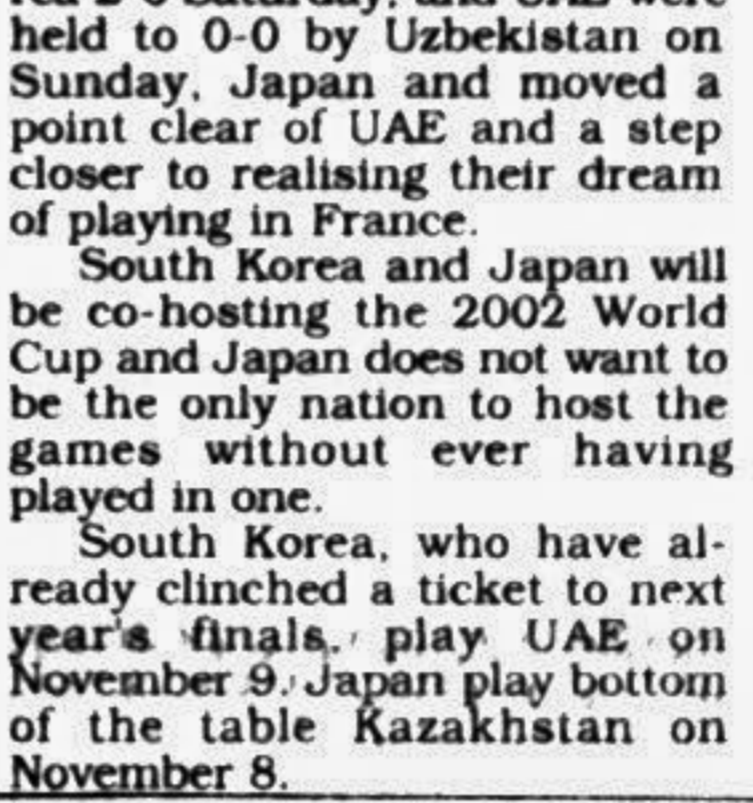 held to 0-0 by Uzbekistan on
Sunday, Japan and moved a
point clear of UAE and a step
closer to realising their dream
of playing in France.
South Korea and Japan will
be co-hosting the 2002 World
Cup and Japan does not want to
be the only nation to host the
games without ever having
played in one.
South Korea, who have al-
ready clinched a ticket to next
year's finals, play UAE on
November 9. Japan play bottom
of the table Kazakhstan on
November 8.